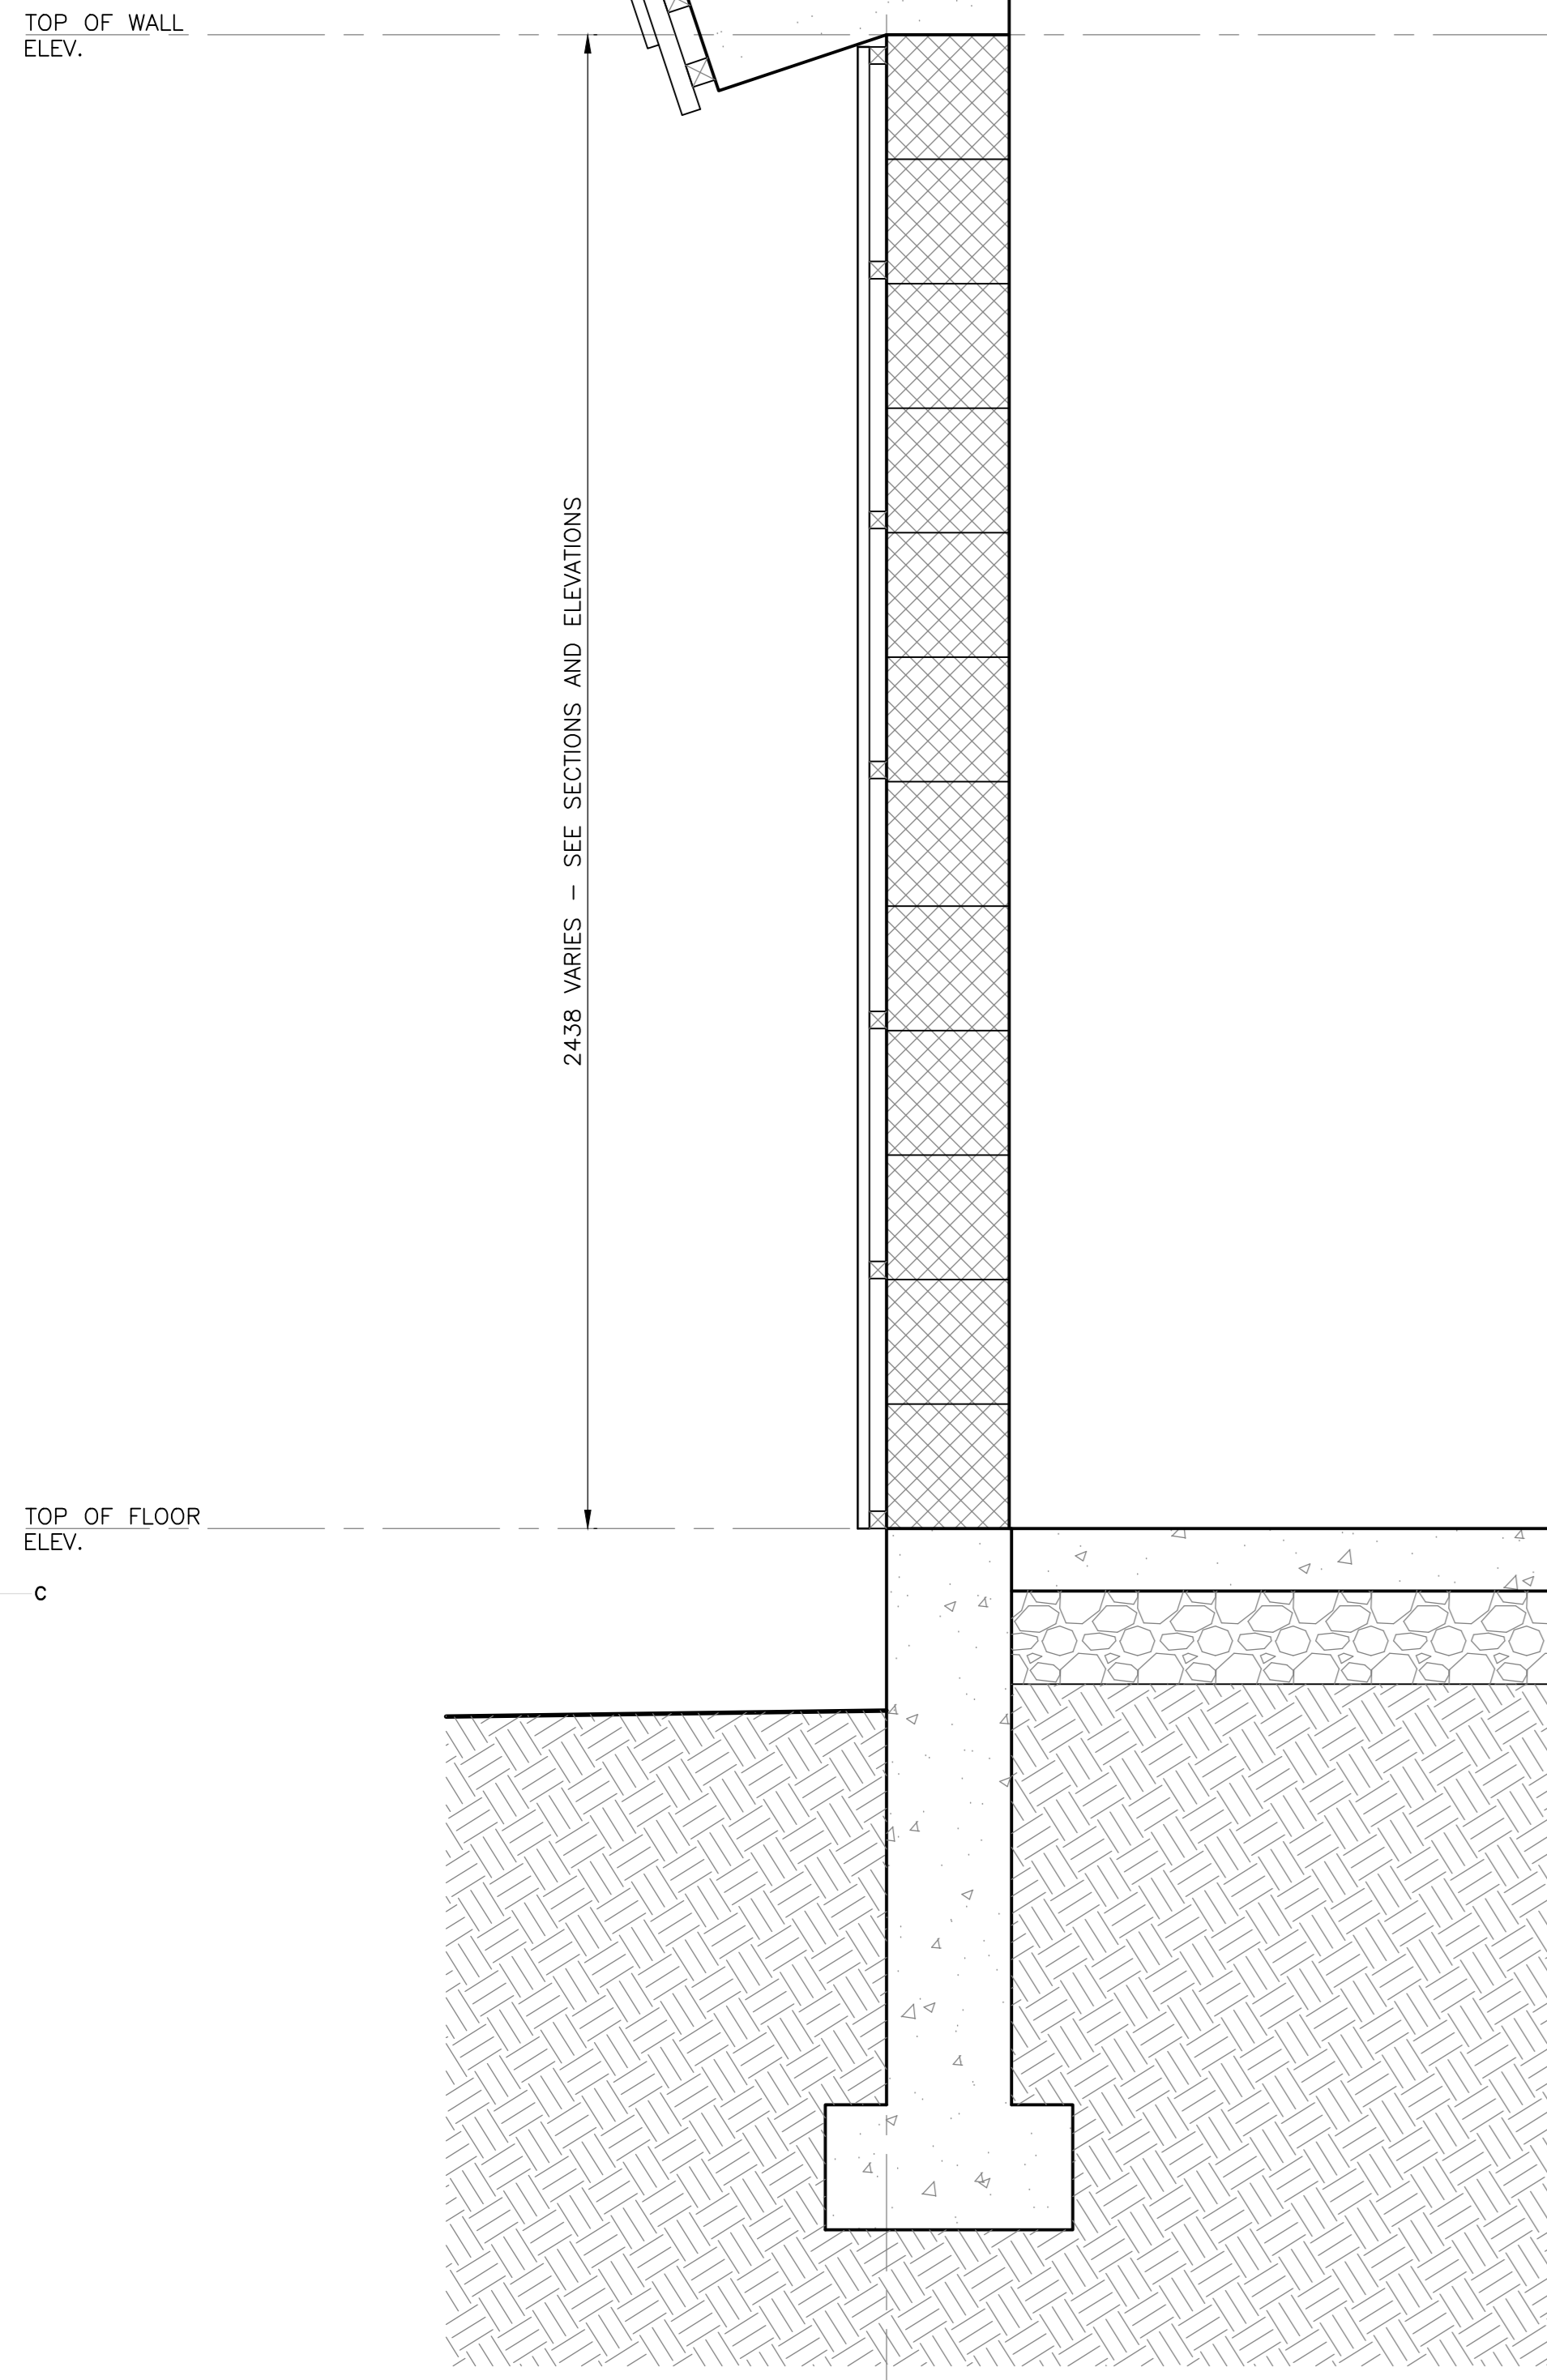 TOP OF WALL
ELEV.
2438 VARIES – SEE SECTIONS AND ELEVATIONS
TOP OF FLOOR
ELEV.
C